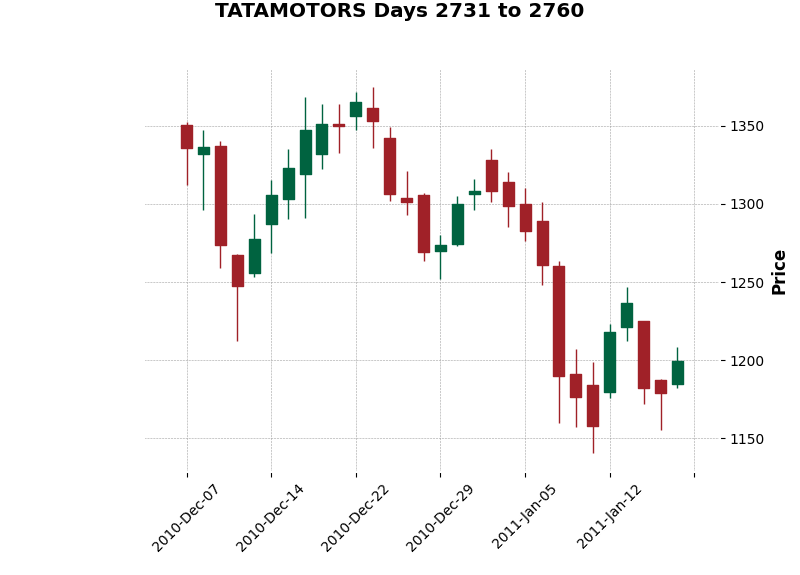 TATAMOTORS Days 2731 to 2760
1350
1300
1250
1200
1150
Price
2010-Dec-07
2010-Dec-14
2010-Dec-22
2010-Dec-29
2011-Jan-05
2011-Jan-12